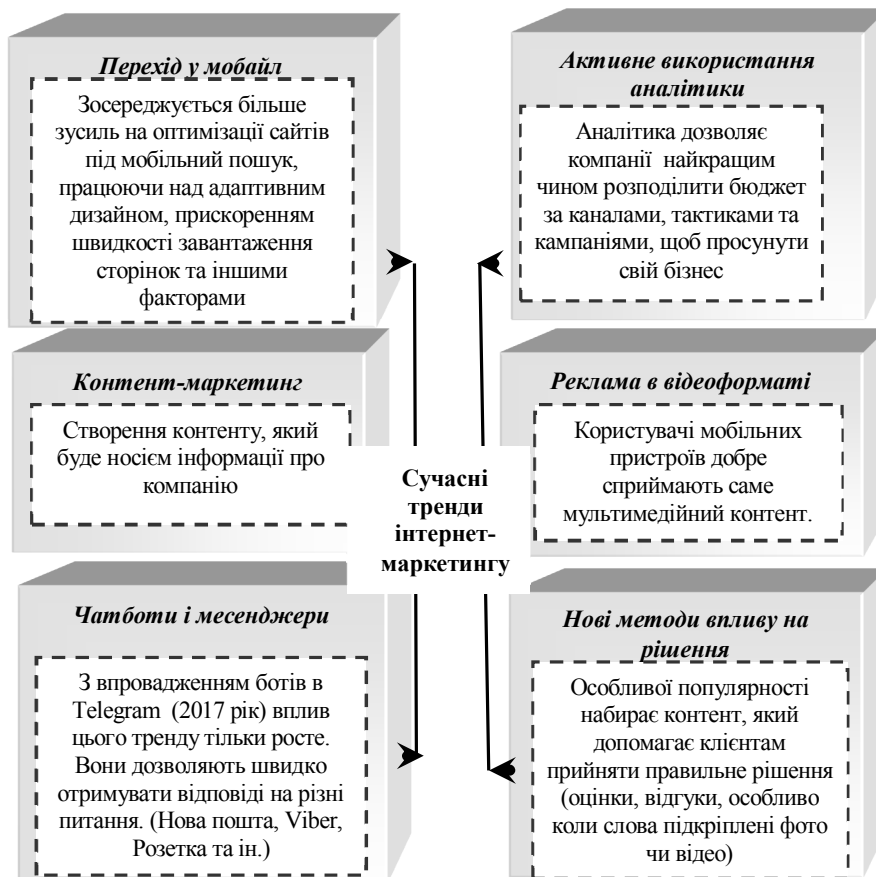 Перехід у мобайл
Зосереджується більше
зусиль на оптимізації сайтів
під мобільний пошук,
працюючи над адаптивним
дизайном, прискоренням
швидкості завантаження
сторінок та іншими
факторами
Активне використання
аналітики
Аналітика дозволяє
компанії найкращим
чином розподілити бюджет
за каналами, тактиками та
кампаніями, щоб просунути
свій бізнес
Контент-маркетинг
Створення контенту, який
буде носієм інформації про
компанію
Сучасні
тренди
інтернет-
маркетингу
Реклама в відеоформаті
Користувачі мобільних
пристроїв добре
сприймають саме
мультимедійний контент.
Чатботи і месенджери
З впровадженням ботів в
Telegram (2017 рік) вплив
цього тренду тільки росте.
Вони дозволяють швидко
отримувати відповіді на різні
питання. (Нова пошта, Viber,
Розетка та ін.)
Нові методи впливу на
рішення
Особливої популярності
набирає контент, який
допомагає клієнтам
прийняти правильне рішення
(оцінки, відгуки, особливо
коли слова підкріплені фото
чи відео)